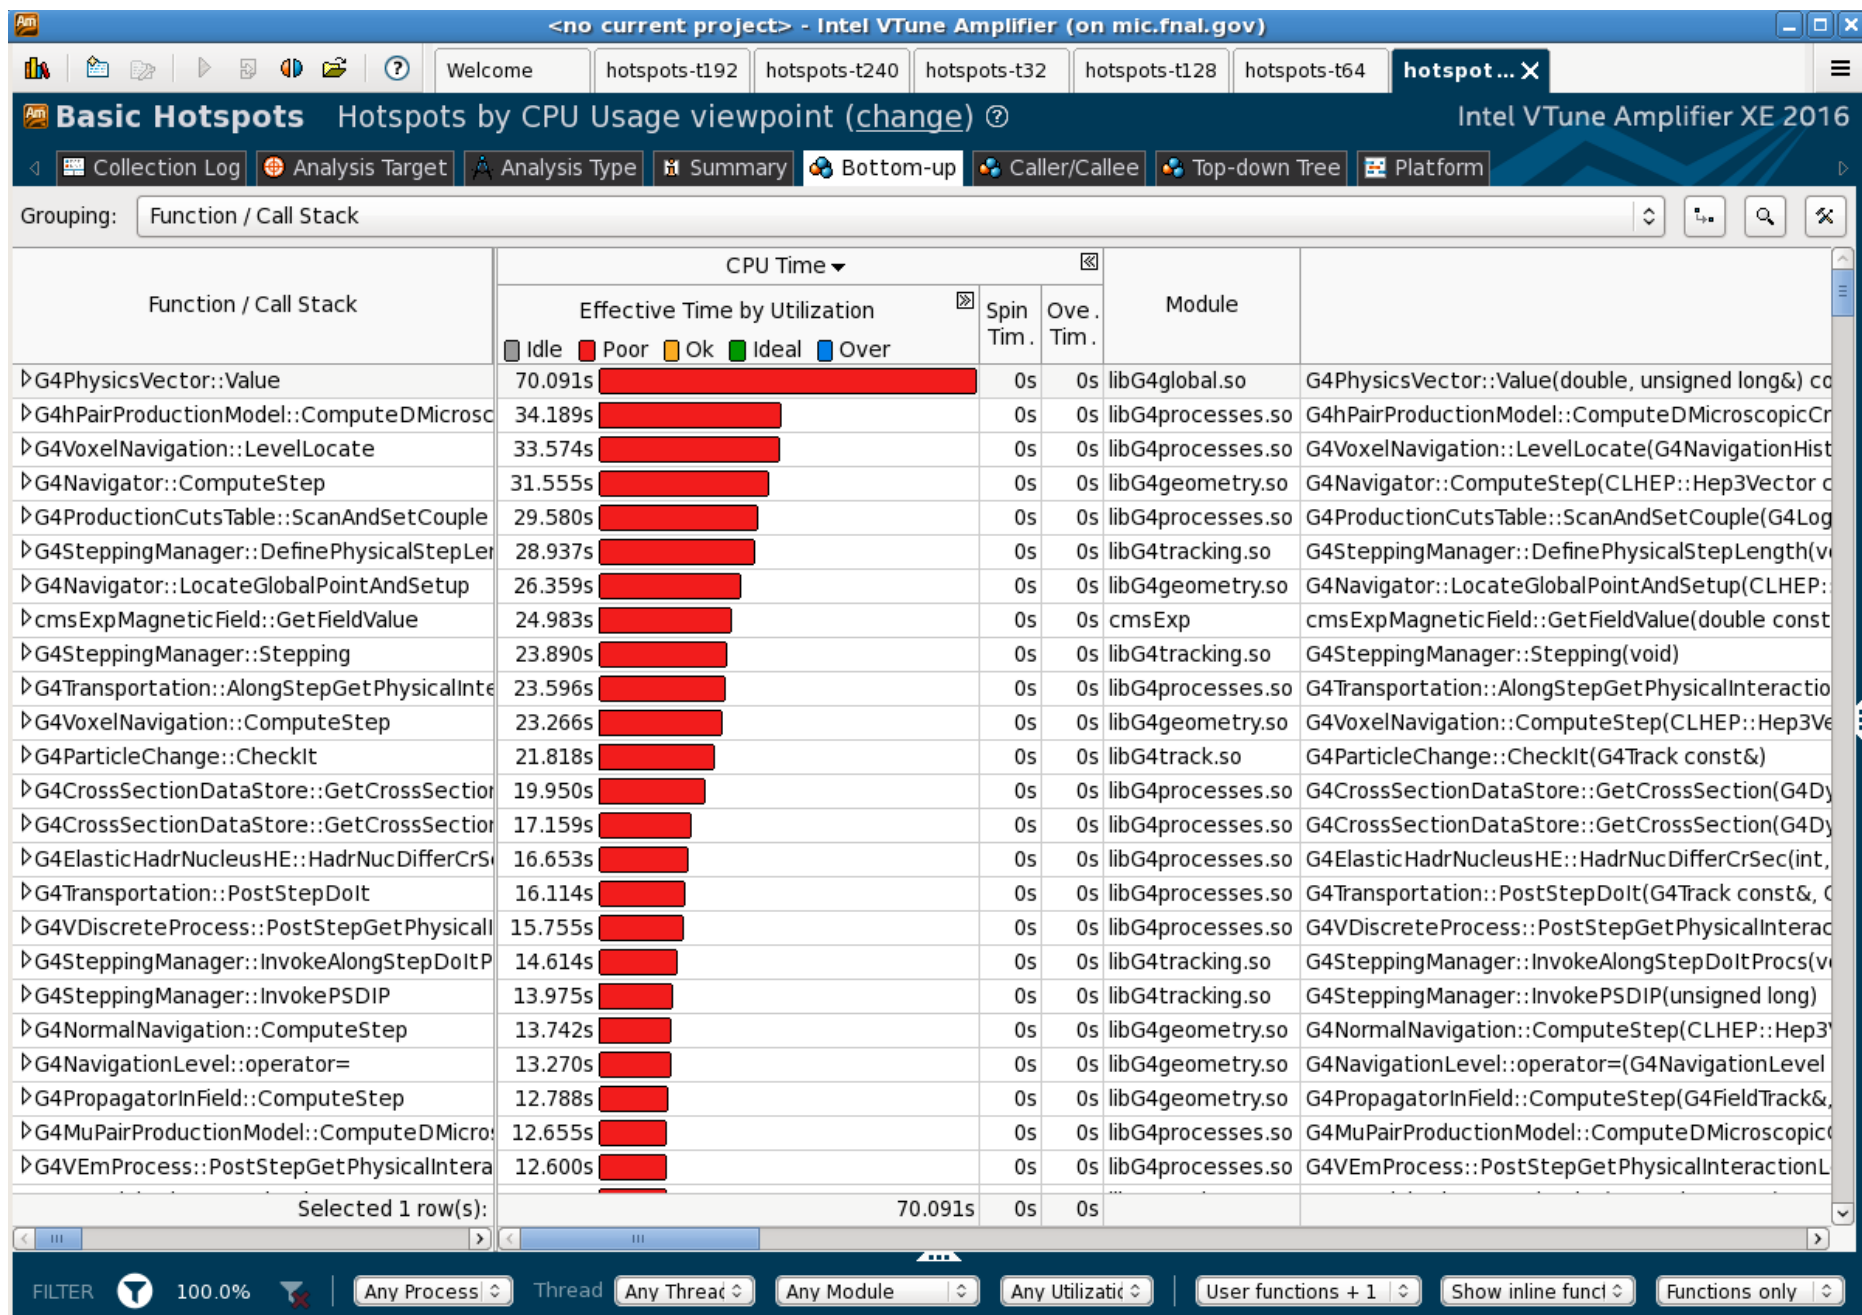 <no current project> - Intel VTune Amplifier (on mic.fnal.gov)
Welcome hotspots-t192 hotspots-t240 hotspots-t32 hotspots-t128 hotspots-t64 hotspot ...
Basic Hotspots Hotspots by CPU Usage viewpoint (change) Intel VTune Amplifier XE 2016
Collection Log Analysis Target Analysis Type Summary Bottom-up Caller/Callee Top-down Tree Platform
Grouping: Function / Call Stack
CPU Time
Function / Call Stack Effective Time by Utilization Spin Tim. Ove. Tim. Module
Idle Poor Ok Ideal Over
G4PhysicsVector::Value 70.091s 0s 0s libG4global.so G4PhysicsVector::Value(double, unsigned long&) co
G4hPairProductionModel::ComputeDMicrosc 34.189s 0s 0s libG4processes.so G4hPairProductionModel::ComputeDMicroscopicCr
G4VoxelNavigation::LevelLocate 33.574s 0s 0s libG4processes.so G4VoxelNavigation::LevelLocate(G4NavigationHist
G4Navigator::ComputeStep 31.555s 0s 0s libG4geometry.so G4Navigator::ComputeStep(CLHEP::Hep3Vector c
G4ProductionCutsTable::ScanAndSetCouple 29.580s 0s 0s libG4processes.so G4ProductionCutsTable::ScanAndSetCouple(G4Log
G4SteppingManager::DefinePhysicalStepLer 28.937s 0s 0s libG4tracking.so G4SteppingManager::DefinePhysicalStepLength(v
G4Navigator::LocateGlobalPointAndSetup 26.359s 0s 0s libG4geometry.so G4Navigator::LocateGlobalPointAndSetup(CLHEP::
cmsExpMagneticField::GetFieldValue 24.983s 0s 0s cmsExp cmsExpMagneticField::GetFieldValue(double const
G4SteppingManager::Stepping 23.890s 0s 0s libG4tracking.so G4SteppingManager::Stepping(void)
G4Transportation::AlongStepGetPhysicalInte 23.596s 0s 0s libG4processes.so G4Transportation::AlongStepGetPhysicalInteractio
G4VoxelNavigation::ComputeStep 23.266s 0s 0s libG4geometry.so G4VoxelNavigation::ComputeStep(CLHEP::Hep3Ve
G4ParticleChange::CheckIt 21.818s 0s 0s libG4track.so G4ParticleChange::CheckIt(G4Track const&)
G4CrossSectionDataStore::GetCrossSection 19.950s 0s 0s libG4processes.so G4CrossSectionDataStore::GetCrossSection(G4Dy
G4CrossSectionDataStore::GetCrossSection 17.159s 0s 0s libG4processes.so G4CrossSectionDataStore::GetCrossSection(G4Dy
G4ElasticHadrNucleusHE::HadrNucDifferCrS 16.653s 0s 0s libG4processes.so G4ElasticHadrNucleusHE::HadrNucDifferCrSec(int,
G4Transportation::PostStepDoIt 16.114s 0s 0s libG4processes.so G4Transportation::PostStepDoIt(G4Track const&,
G4VDiscreteProcess::PostStepGetPhysicalI 15.755s 0s 0s libG4processes.so G4VDiscreteProcess::PostStepGetPhysicalInterac
G4SteppingManager::InvokeAlongStepDoItP 14.614s 0s 0s libG4tracking.so G4SteppingManager::InvokeAlongStepDoItProcs(v
G4SteppingManager::InvokePSDIP 13.975s 0s 0s libG4tracking.so G4SteppingManager::InvokePSDIP(unsigned long)
G4NormalNavigation::ComputeStep 13.742s 0s 0s libG4geometry.so G4NormalNavigation::ComputeStep(CLHEP::Hep3
G4NavigationLevel::operator= 13.270s 0s 0s libG4geometry.so G4NavigationLevel::operator=(G4NavigationLevel
G4PropagatorInField::ComputeStep 12.788s 0s 0s libG4geometry.so G4PropagatorInField::ComputeStep(G4FieldTrack&,
G4MuPairProductionModel::ComputeDMicro 12.655s 0s 0s libG4processes.so G4MuPairProductionModel::ComputeDMicroscopic
G4VEmProcess::PostStepGetPhysicalIntera 12.600s 0s 0s libG4processes.so G4VEmProcess::PostStepGetPhysicalInteractionL
Selected 1 row(s): 70.091s 0s 0s
FILTER 100.0% Any Process Thread Any Thread Any Module Any Utilizatic User functions + 1 Show inline funct Functions only